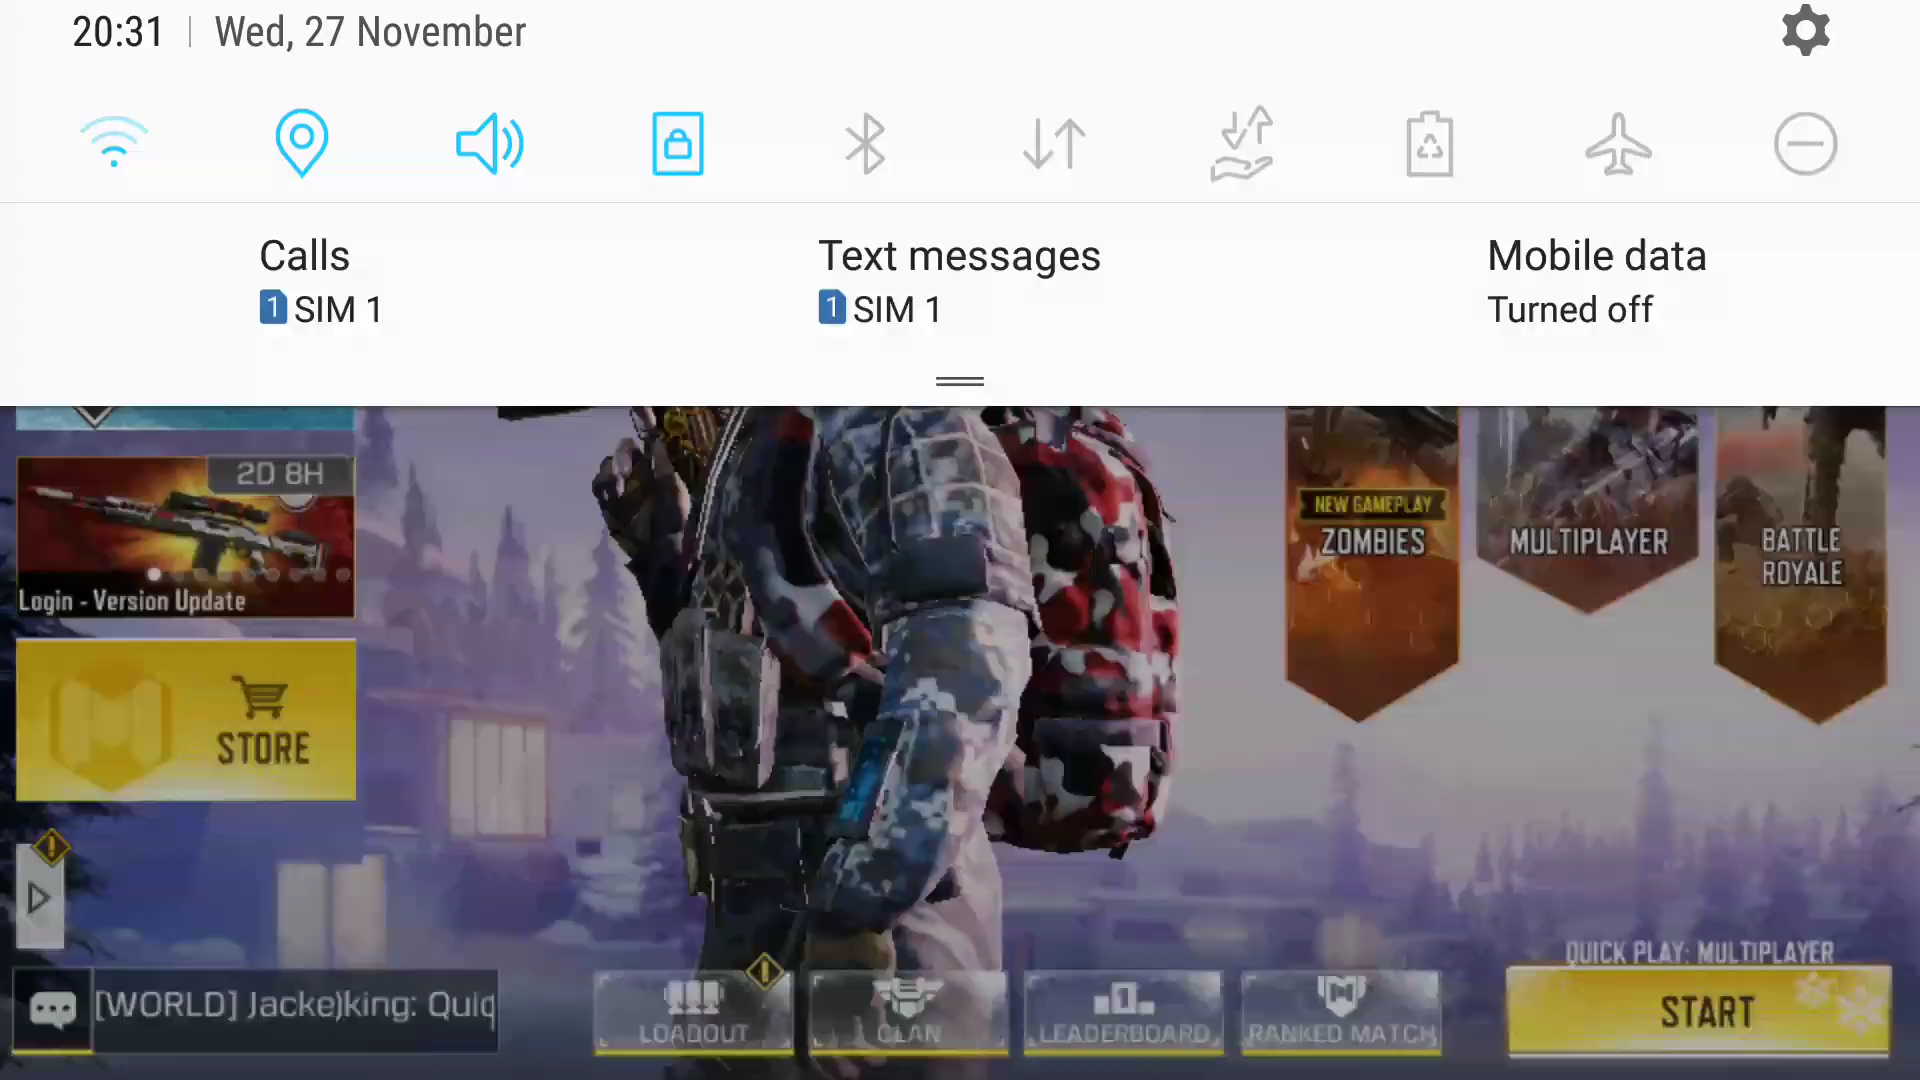 20:31 | Wed, 27 November
Calls
1 SIM 1
Text messages
1 SIM 1
Mobile data
Turned off
2D 8H
Login - Version Update
STORE
NEW GAMEPLAY
ZOMBIES
MULTIPLAYER
BATTLE
ROYALE
[WORLD] Jacke)king: Quiq
LOADOUT
CLAN
1
LEADERBOARD
RANKED MATCH
QUICK PLAY: MULTIPLAYER
START